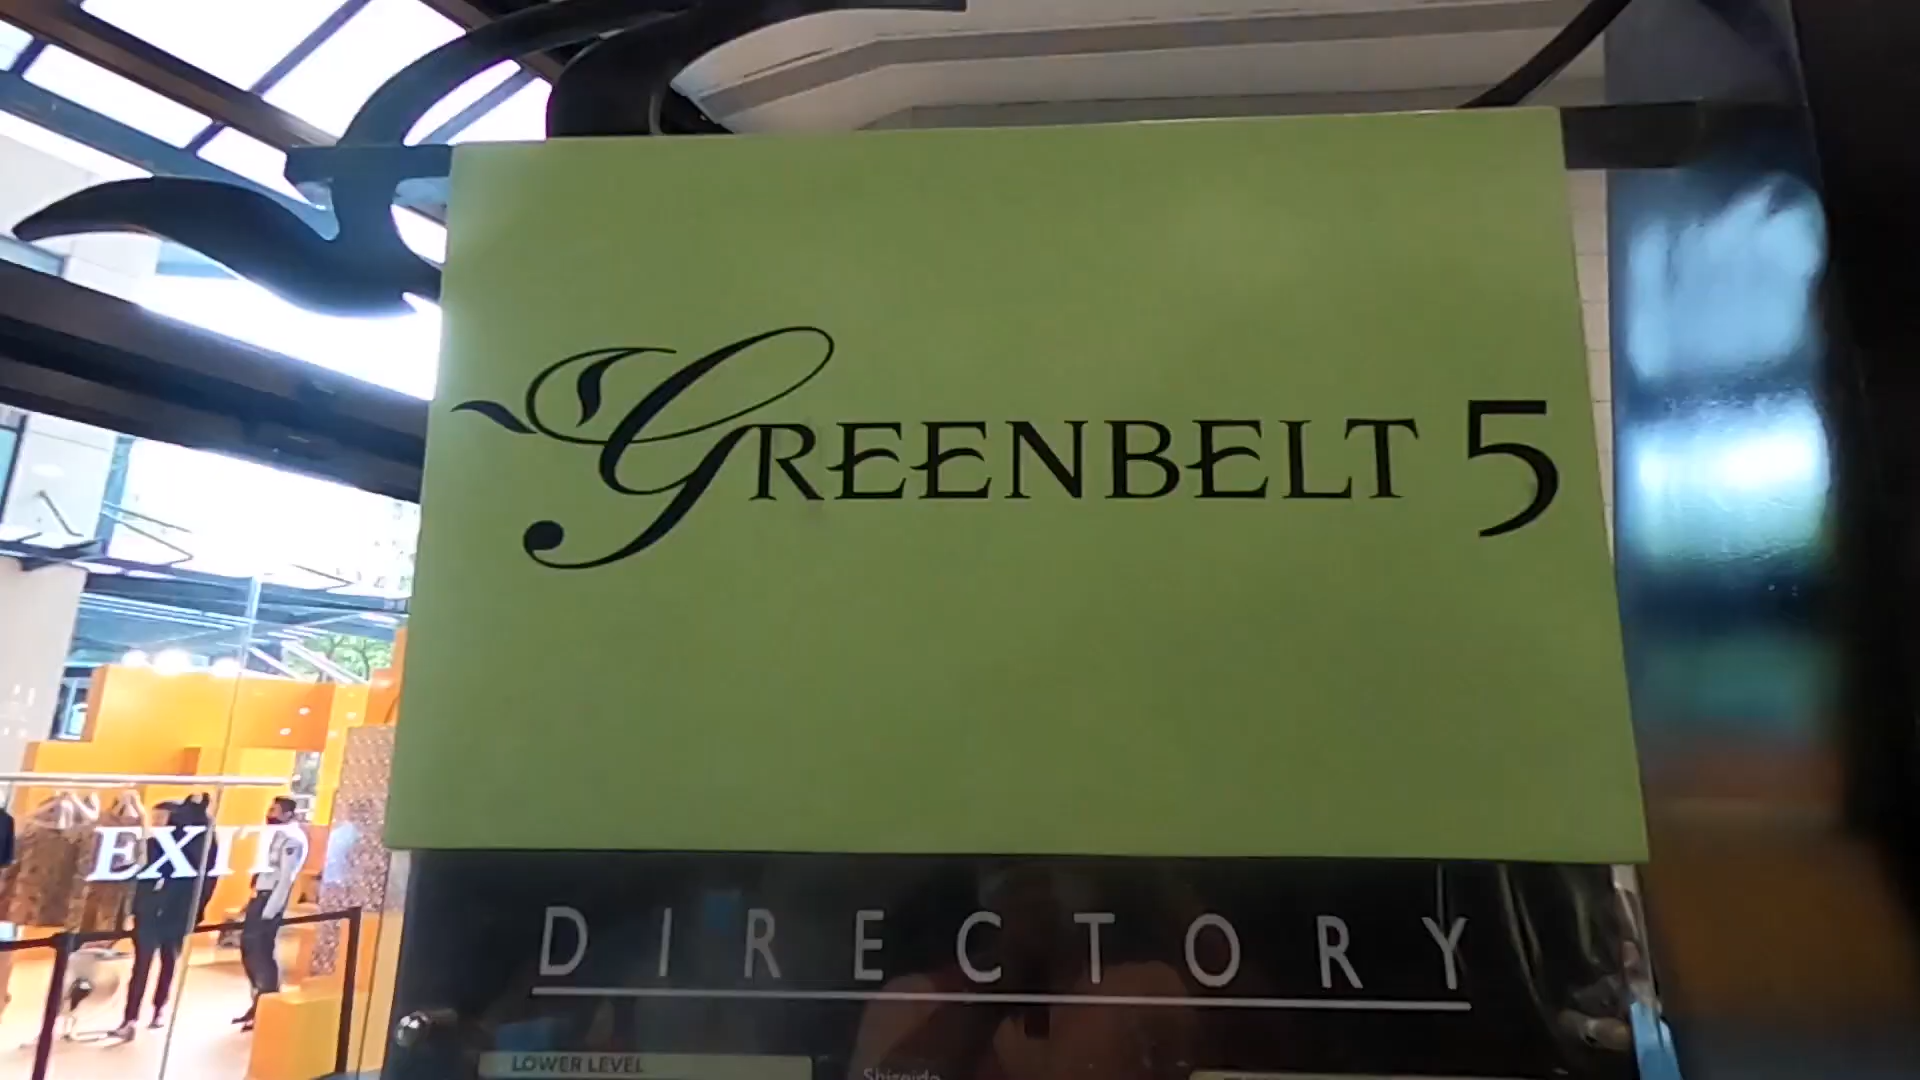 GREENBELT 5
EXIT
DIRECTORY
LOWER LEVEL
Shiseido